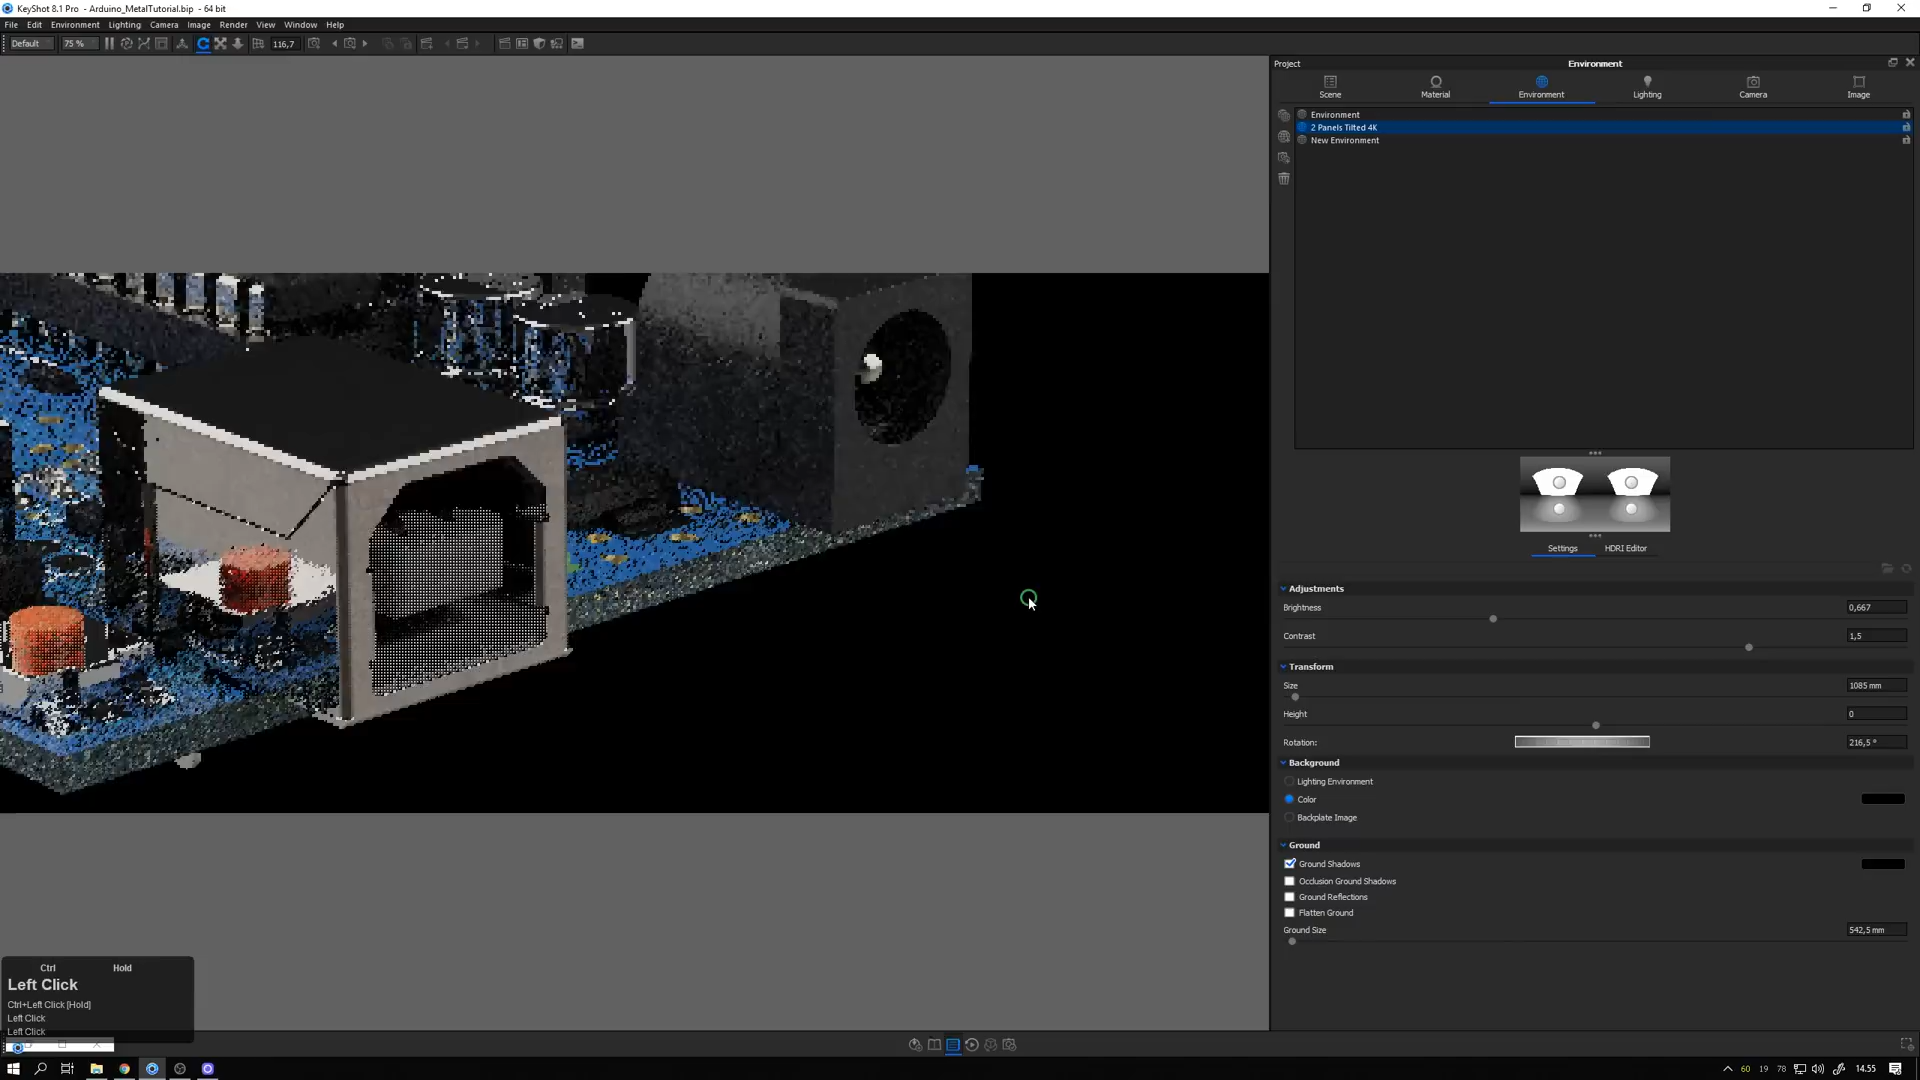 KeyShot 8.1 Pro - Arduino_MetalTutorial.bip - 64 bit
File Edit Environment Lighting Camera Image Render View Window Help
Default 75 % 116,7
Project Environment
Scene Material Environment Lighting Camera Image
Environment
2 Panels Tilted 4K
New Environment
Settings HDRI Editor
Adjustments
Brightness 0,667
Contrast 1,5
Transform
Size 1085 mm
Height 0
Rotation: 216,5 °
Background
Lighting Environment
Color
Backplate Image
Ground
Ground Shadows
Occlusion Ground Shadows
Ground Reflections
Flatten Ground
Ground Size 542,5 mm
Ctrl Hold
Left Click
Ctrl+Left Click [Hold]
Left Click
Left Click
60 19 78 14.55